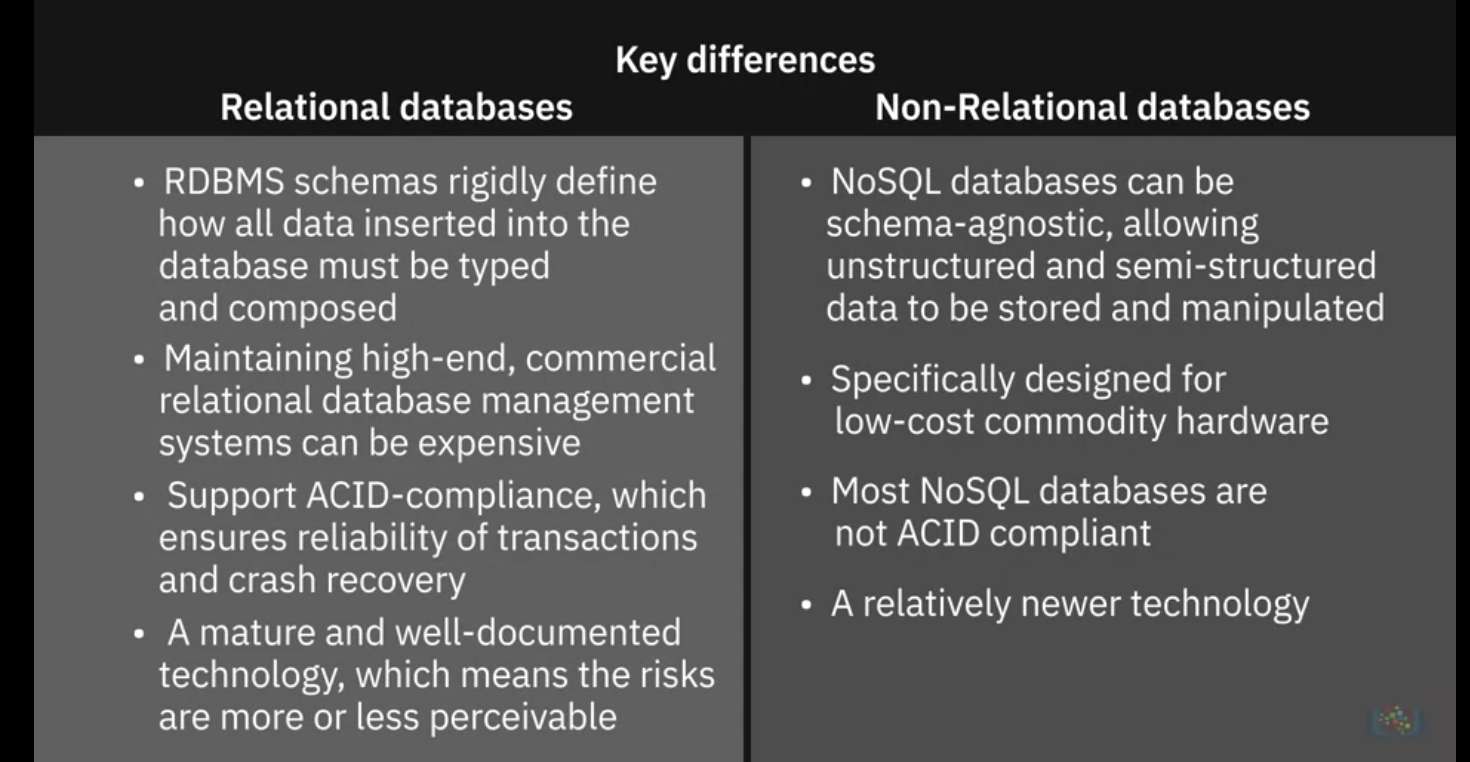 Key differences
Relational databases
Non-Relational databases
• RDBMS schemas rigidly define
how all data inserted into the
database must be typed
and composed
• Maintaining high-end, commercial
relational database management
systems can be expensive
• Support ACID-compliance, which
ensures reliability of transactions
and crash recovery
• A mature and well-documented
technology, which means the risks
are more or less perceivable
• NoSQL databases can be
schema-agnostic, allowing
unstructured and semi-structured
data to be stored and manipulated
• Specifically designed for
low-cost commodity hardware
• Most NoSQL databases are
not ACID compliant
• A relatively newer technology